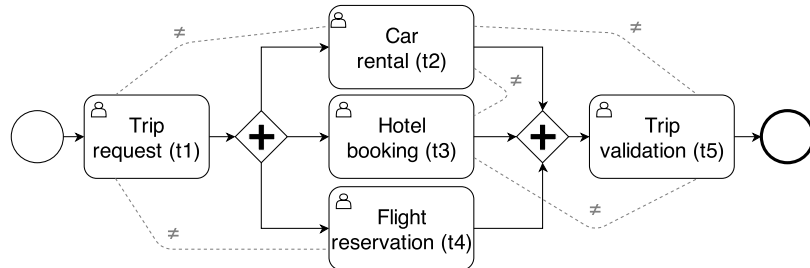 ≠
Car
rental (t2)
≠
≠
Trip
request (t1)
Hotel
booking (t3)
Trip
validation (t5)
≠
Flight
reservation (t4)
≠